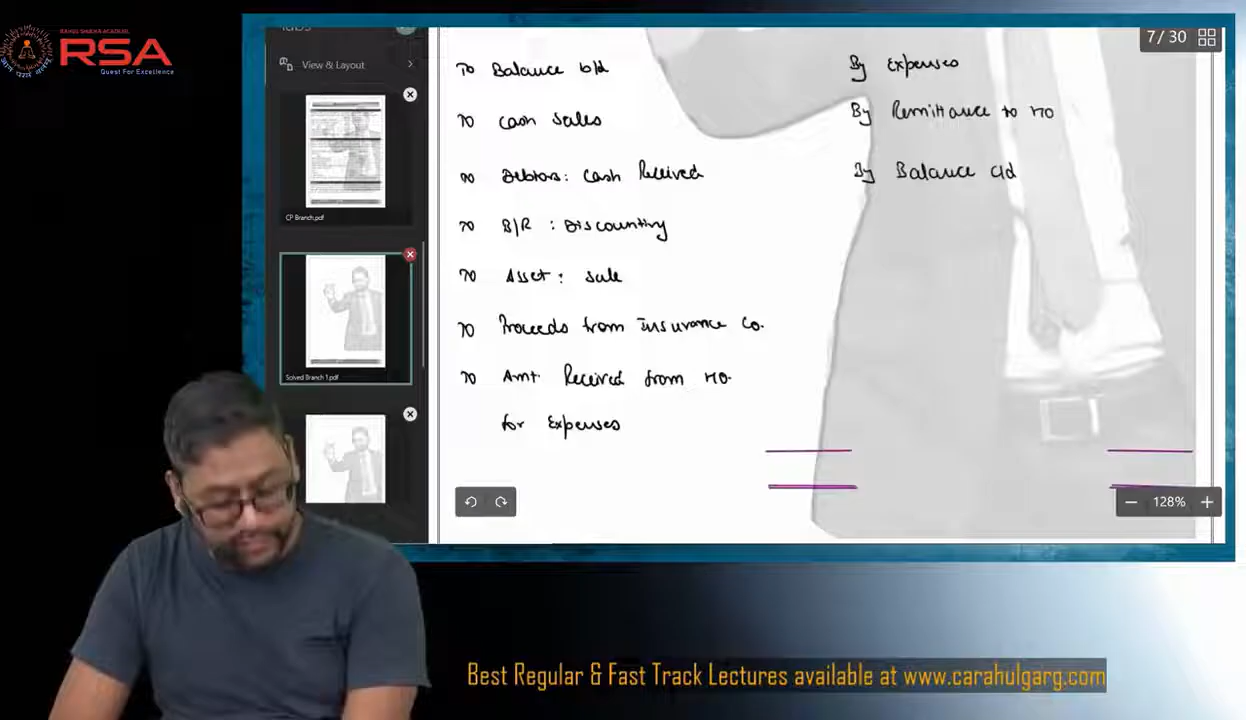 RAHUL GHARG ACADEMY
RSA
Quest For Excellence
View & Layout
CP Branch.pdf
Solved Branch 1.pdf
7 / 30
To Balance b/d
To Cash Sales
To Debtors: Cash Received
To B/R : Discounting
To Asset : Sale
To Proceeds from Insurance Co.
To Amt. Received from HO.
for Expenses
By Expenses
By Remittance to HO
By Balance c/d
128%
Best Regular & Fast Track Lectures available at www.carahulgarg.com